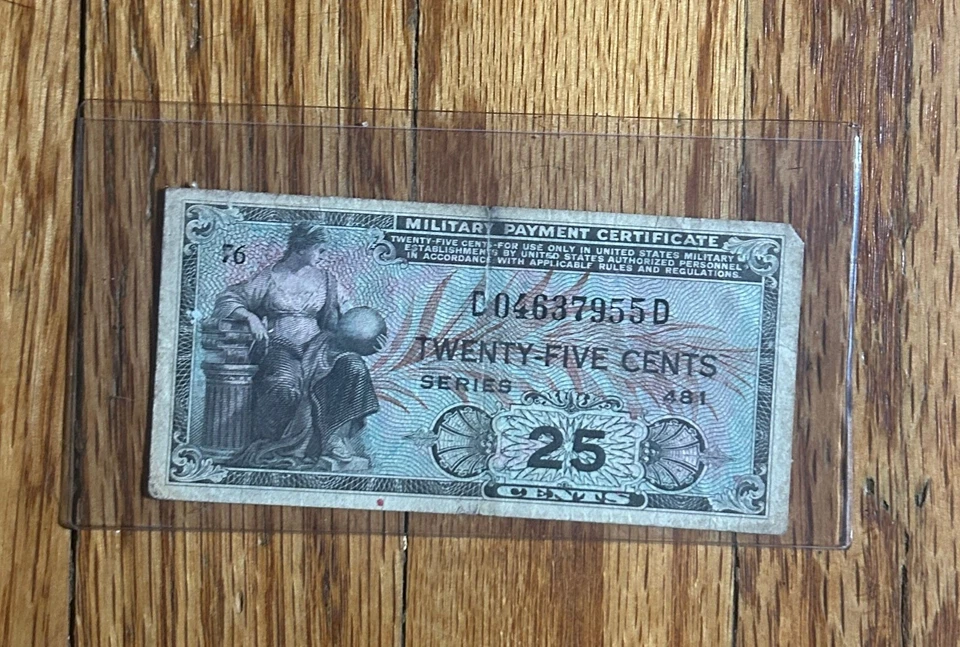 MILITARY PAYMENT CERTIFICATE
TWENTY-FIVE CENTS-FOR USE ONLY IN UNITED STATES MILITARY
ESTABLISHMENTS BY UNITED STATES AUTHORIZED PERSONNEL
IN ACCORDANCE WITH APPLICABLE RULES AND REGULATIONS.
76
D04637955D
TWENTY-FIVE CENTS
SERIES 481
25
CENTS